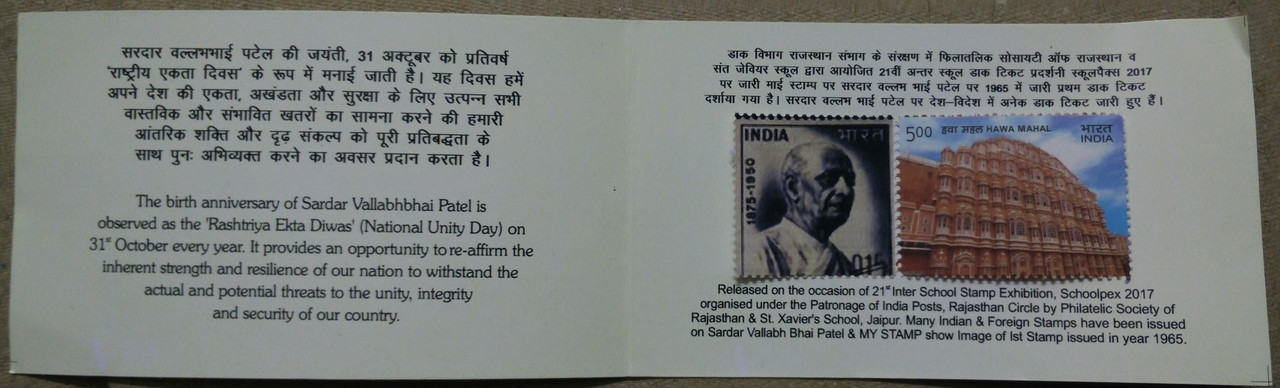 सरदार वल्लभभाई पटेल की जयंती, 31 अक्टूबर को प्रतिवर्ष
'राष्ट्रीय एकता दिवस' के रूप में मनाई जाती है। यह दिवस हमें
अपने देश की एकता, अखंडता और सुरक्षा के लिए उत्पन्न सभी
वास्तविक और संभावित खतरों का सामना करने की हमारी
आंतरिक शक्ति और दृढ़ संकल्प को पूरी प्रतिबद्धता के
साथ पुनः अभिव्यक्त करने का अवसर प्रदान करता है।
The birth anniversary of Sardar Vallabhbhai Patel is
observed as the 'Rashtriya Ekta Diwas' (National Unity Day) on
31st October every year. It provides an opportunity to re-affirm the
inherent strength and resilience of our nation to withstand the
actual and potential threats to the unity, integrity
and security of our country.
डाक विभाग राजस्थान संभाग के संरक्षण में फिलातलिक सोसायटी ऑफ राजस्थान व
संत जेवियर स्कूल द्वारा आयोजित 21वीं अन्तर स्कूल डाक टिकट प्रदर्शनी स्कूलपैक्स 2017
पर जारी माई स्टाम्प पर सरदार वल्लभ भाई पटेल पर 1965 में जारी प्रथम डाक टिकट
दर्शाया गया है। सरदार वल्लभ भाई पटेल पर देश-विदेश में अनेक डाक टिकट जारी हुए हैं।
INDIA भारत
1875-1950
015
500 हवा महल HAWA MAHAL भारत
INDIA
Released on the occasion of 21st Inter School Stamp Exhibition, Schoolpex 2017
organised under the Patronage of India Posts, Rajasthan Circle by Philatelic Society of
Rajasthan & St. Xavier's School, Jaipur. Many Indian & Foreign Stamps have been issued
on Sardar Vallabh Bhai Patel & MY STAMP show Image of Ist Stamp issued in year 1965.